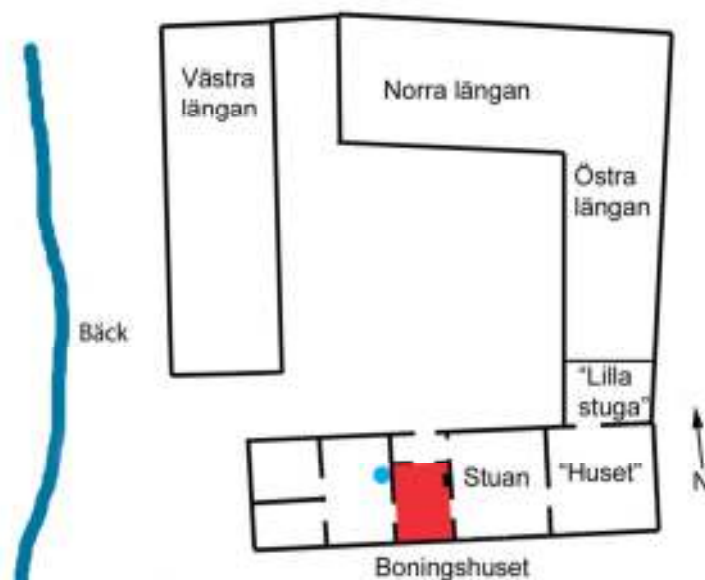 Västra
längan
Norra längan
Östra
längan
Bäck
"Lilla
stuga"
Stuan
"Huset"
N
Boningshuset